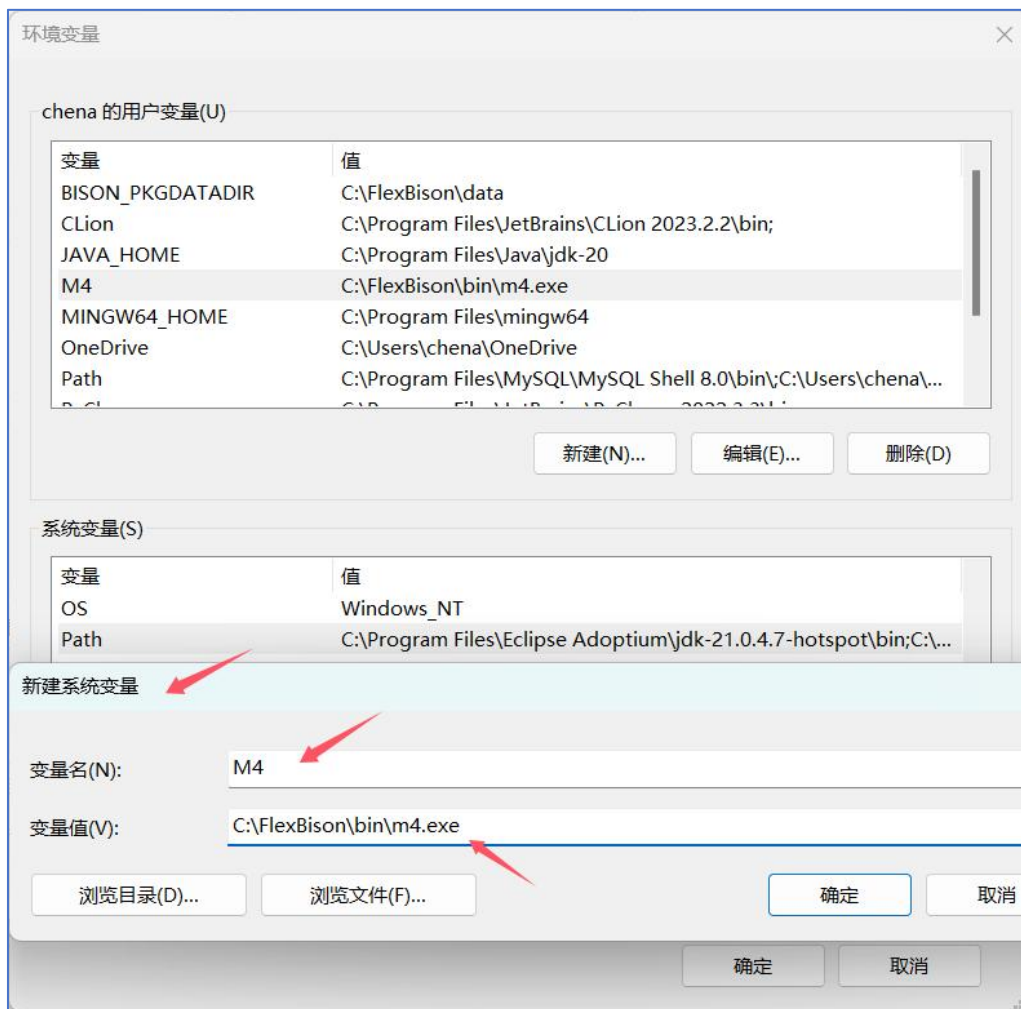 环境变量
chena 的用户变量(U)
变量 值
BISON_PKGDATADIR C:\FlexBison\data
CLion C:\Program Files\JetBrains\CLion 2023.2.2\bin;
JAVA_HOME C:\Program Files\Java\jdk-20
M4 C:\FlexBison\bin\m4.exe
MINGW64_HOME C:\Program Files\mingw64
OneDrive C:\Users\chena\OneDrive
Path C:\Program Files\MySQL\MySQL Shell 8.0\bin\;C:\Users\chena\...
新建(N)... 编辑(E)... 删除(D)
系统变量(S)
变量 值
OS Windows_NT
Path C:\Program Files\Eclipse Adoptium\jdk-21.0.4.7-hotspot\bin;C:\...
新建系统变量
变量名(N): M4
变量值(V): C:\FlexBison\bin\m4.exe
浏览目录(D)... 浏览文件(F)... 确定 取消
确定 取消